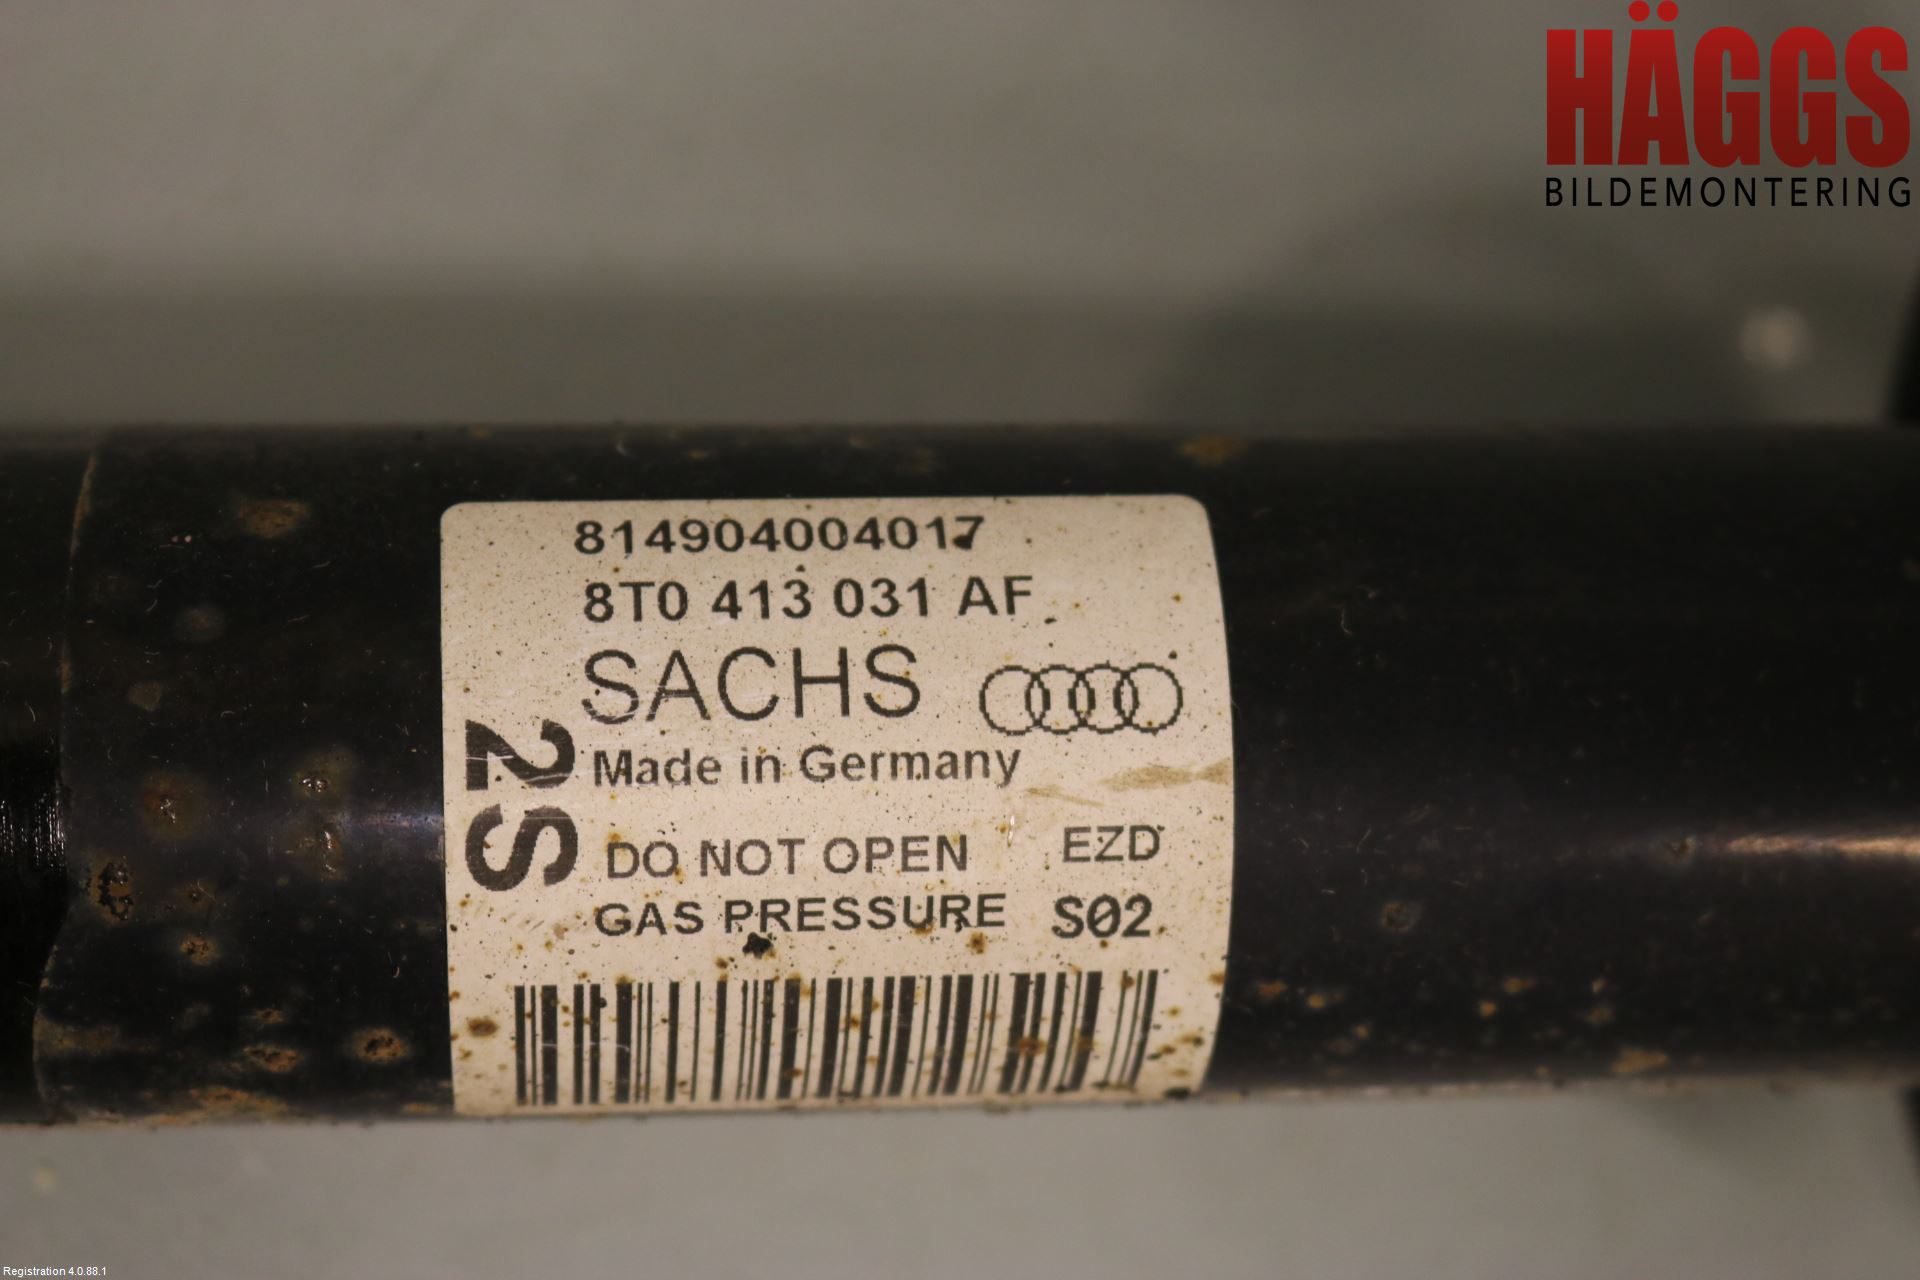 HÄGGS
BILDEMONTERING
814904004017
8T0 413 031 AF
SACHS
Made in Germany
2S
DO NOT OPEN EZD
GAS PRESSURE S02
Registration 4.0.88.1